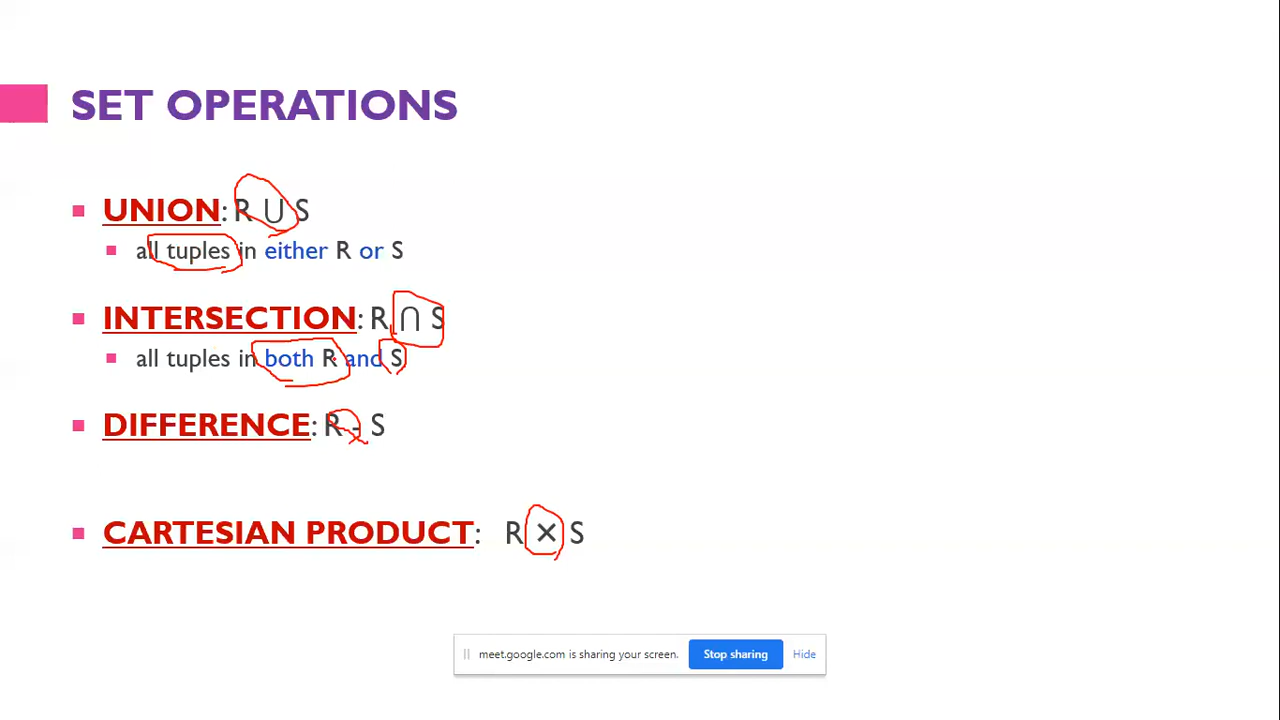 SET OPERATIONS
UNION: R ∪ S
all tuples in either R or S
INTERSECTION: R ∩ S
all tuples in both R and S
DIFFERENCE: R - S
CARTESIAN PRODUCT: R × S
meet.google.com is sharing your screen. Stop sharing Hide